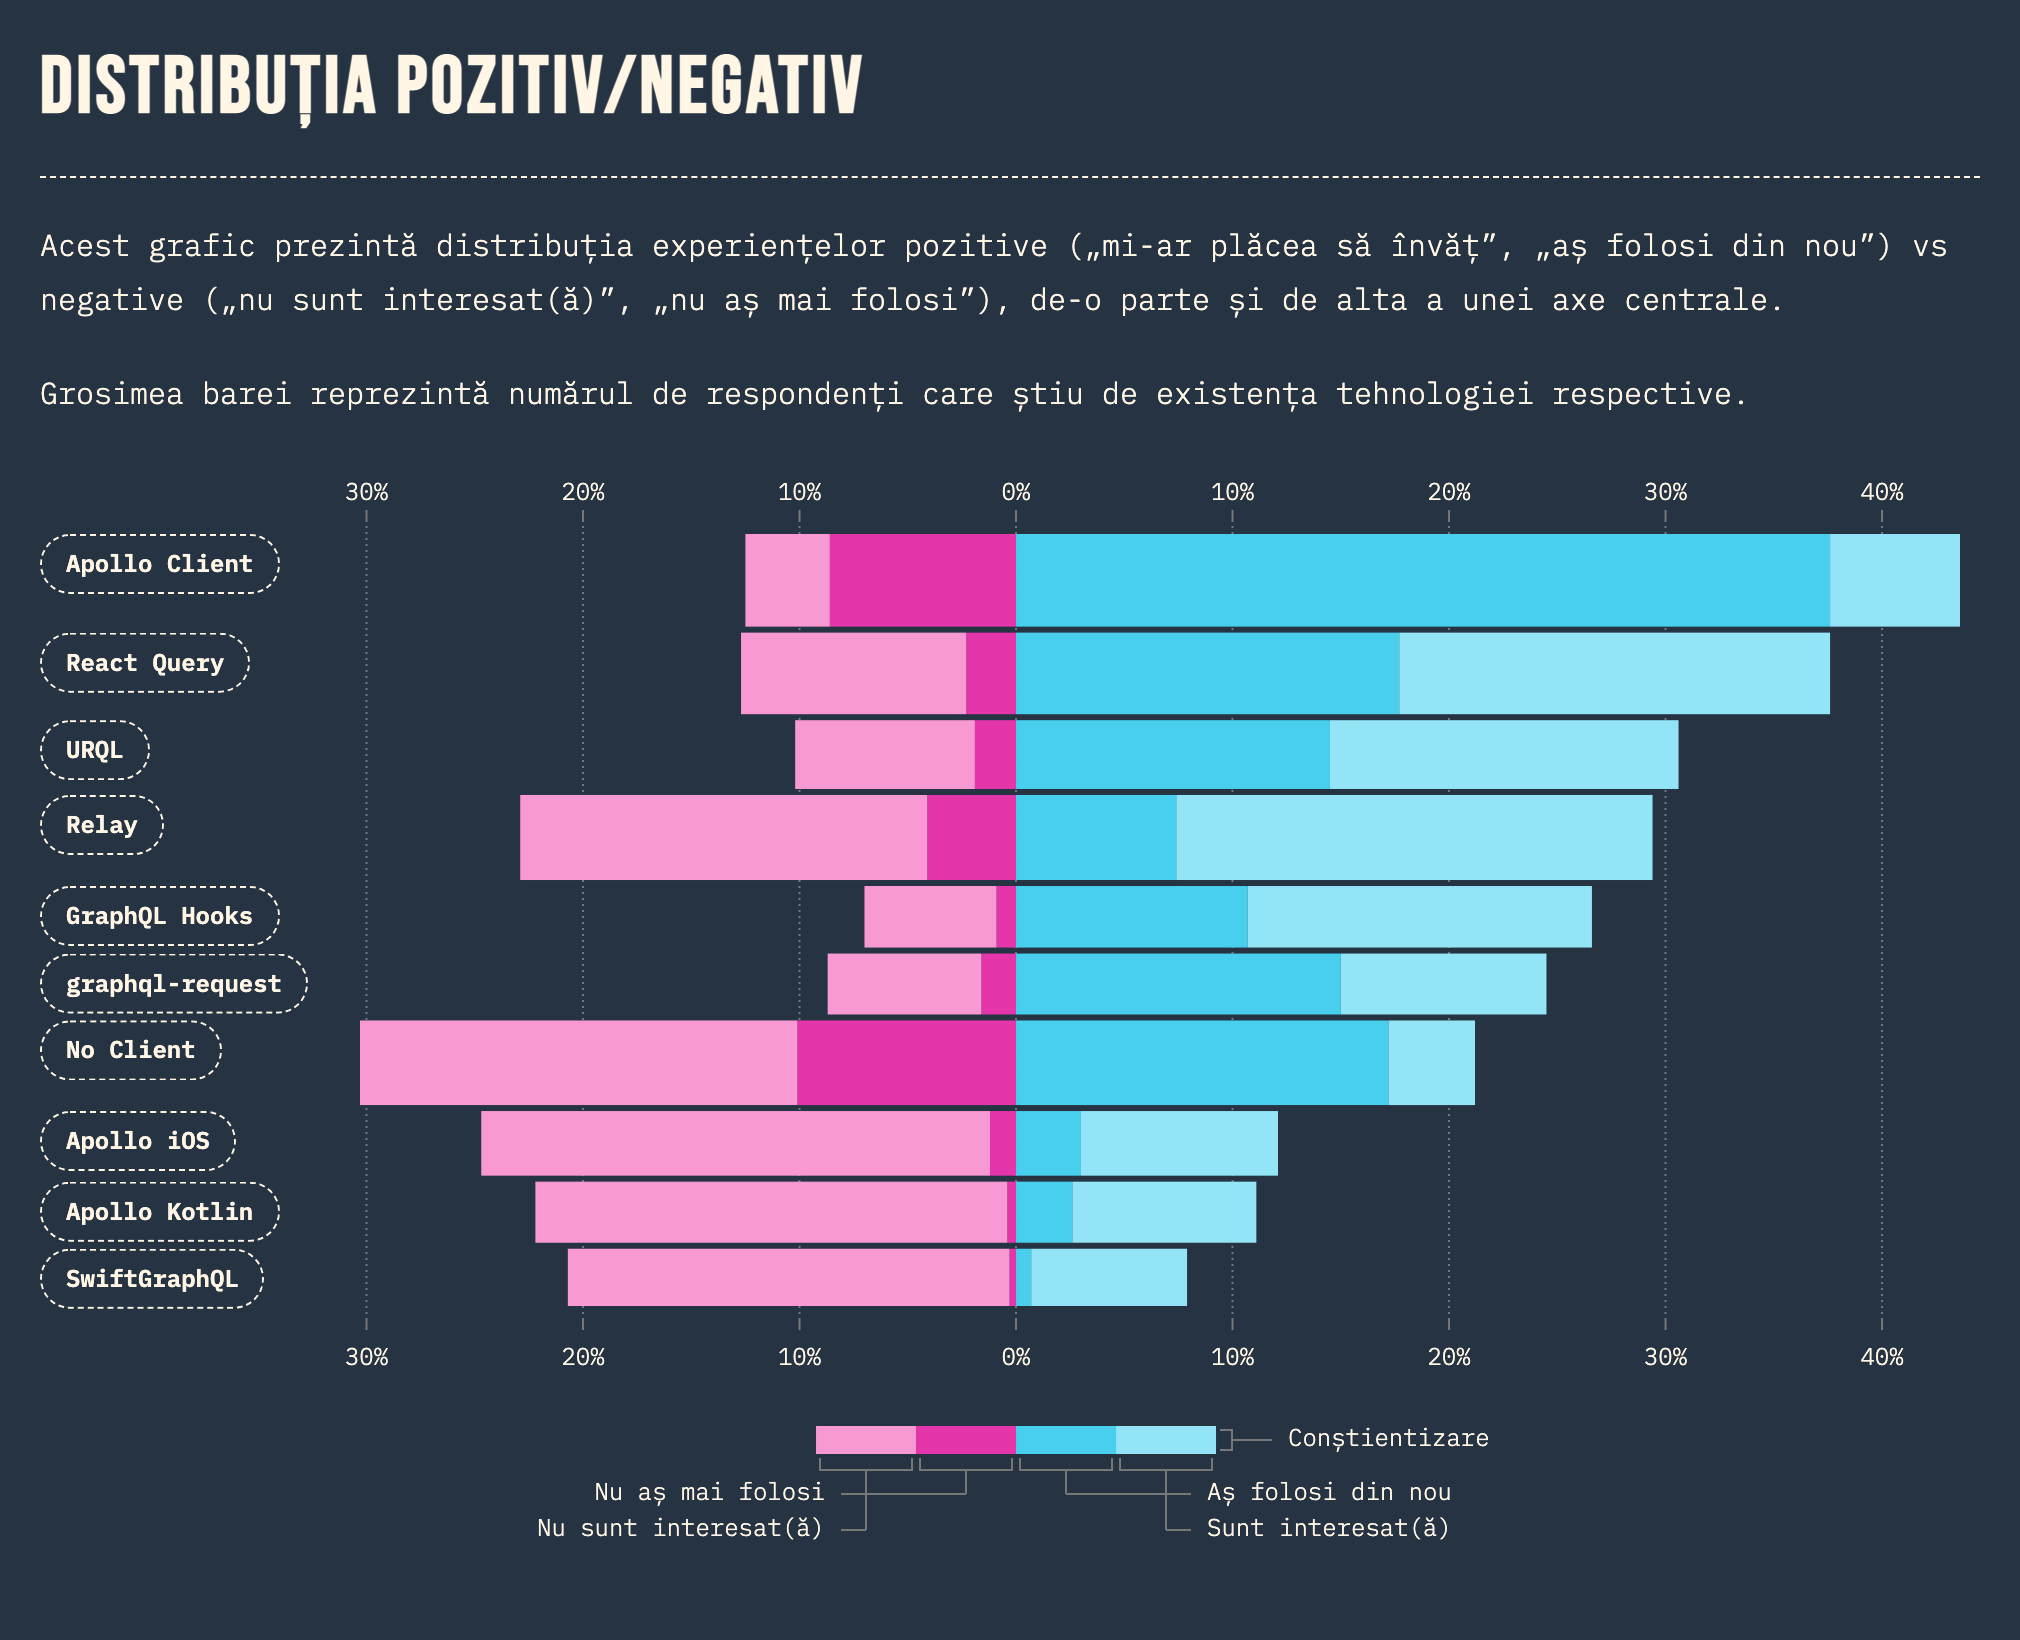 DISTRIBUȚIA POZITIV/NEGATIV
Acest grafic prezintă distribuția experiențelor pozitive („mi-ar plăcea să învăț”, „aș folosi din nou”) vs
negative („nu sunt interesat(ă)”, „nu aș mai folosi”), de-o parte și de alta a unei axe centrale.
Grosimea barei reprezintă numărul de respondenți care știu de existența tehnologiei respective.
30% 20% 10% 0% 10% 20% 30% 40%
Apollo Client
React Query
URQL
Relay
GraphQL Hooks
graphql-request
No Client
Apollo iOS
Apollo Kotlin
SwiftGraphQL
30% 20% 10% 0% 10% 20% 30% 40%
Conștientizare
Nu aș mai folosi Aș folosi din nou
Nu sunt interesat(ă) Sunt interesat(ă)